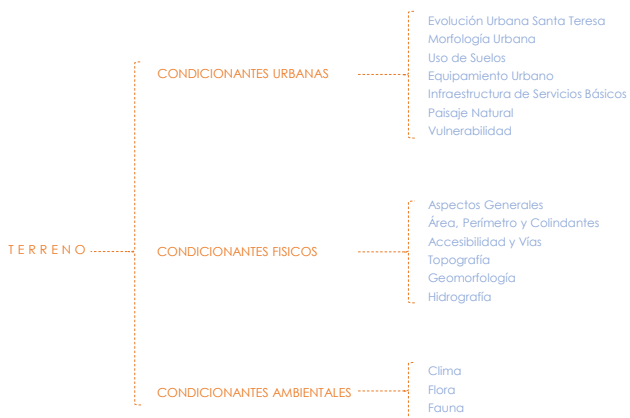 Evolución Urbana Santa Teresa
Morfología Urbana
Uso de Suelos
CONDICIONANTES URBANAS
Equipamiento Urbano
Infraestructura de Servicios Básicos
Paisaje Natural
Vulnerabilidad
Aspectos Generales
Área, Perímetro y Colindantes
Accesibilidad y Vías
TERRENO
CONDICIONANTES FISICOS
Topografía
Geomorfología
Hidrografía
Clima
CONDICIONANTES AMBIENTALES
Flora
Fauna